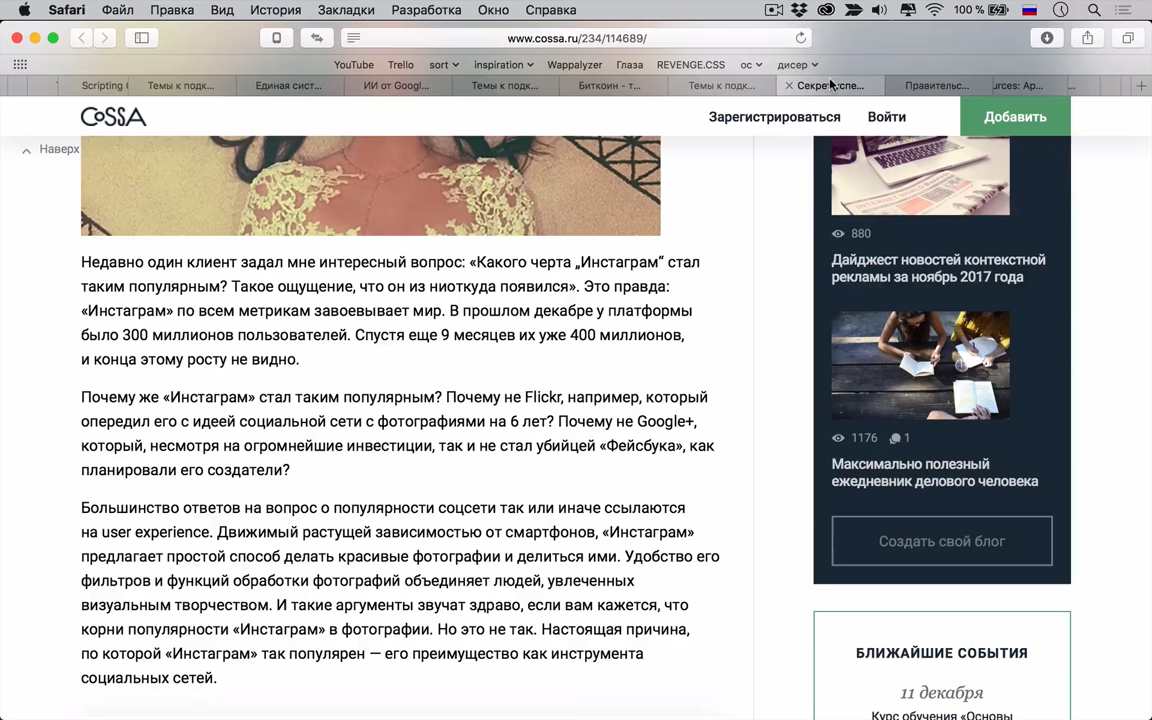 Safari Файл Правка Вид История Закладки Разработка Окно Справка 100 %
www.cossa.ru/234/114689/
YouTube Trello sort inspiration Wappalyzer Глаза REVENGE.CSS ос дисер
Scripting Темы к подк... Единая сист... ИИ от Googl... Темы к подк... Биткоин – т... Темы к подк... Правительс... urces: Ap...
CoSSA Зарегистрироваться Войти Добавить
Наверх
Недавно один клиент задал мне интересный вопрос: «Какого черта „Инстаграм“ стал
таким популярным? Такое ощущение, что он из ниоткуда появился». Это правда:
«Инстаграм» по всем метрикам завоевывает мир. В прошлом декабре у платформы
было 300 миллионов пользователей. Спустя еще 9 месяцев их уже 400 миллионов,
и конца этому росту не видно.
Почему же «Инстаграм» стал таким популярным? Почему не Flickr, например, который
опередил его с идеей социальной сети с фотографиями на 6 лет? Почему не Google+,
который, несмотря на огромнейшие инвестиции, так и не стал убийцей «Фейсбука», как
планировали его создатели?
Большинство ответов на вопрос о популярности соцсети так или иначе ссылаются
на user experience. Движимый растущей зависимостью от смартфонов, «Инстаграм»
предлагает простой способ делать красивые фотографии и делиться ими. Удобство его
фильтров и функций обработки фотографий объединяет людей, увлеченных
визуальным творчеством. И такие аргументы звучат здраво, если вам кажется, что
корни популярности «Инстаграм» в фотографии. Но это не так. Настоящая причина,
по которой «Инстаграм» так популярен — его преимущество как инструмента
социальных сетей.
880
Дайджест новостей контекстной
рекламы за ноябрь 2017 года
1176 1
Максимально полезный
ежедневник делового человека
Создать свой блог
БЛИЖАЙШИЕ СОБЫТИЯ
11 декабря
Курс обучения «Основы